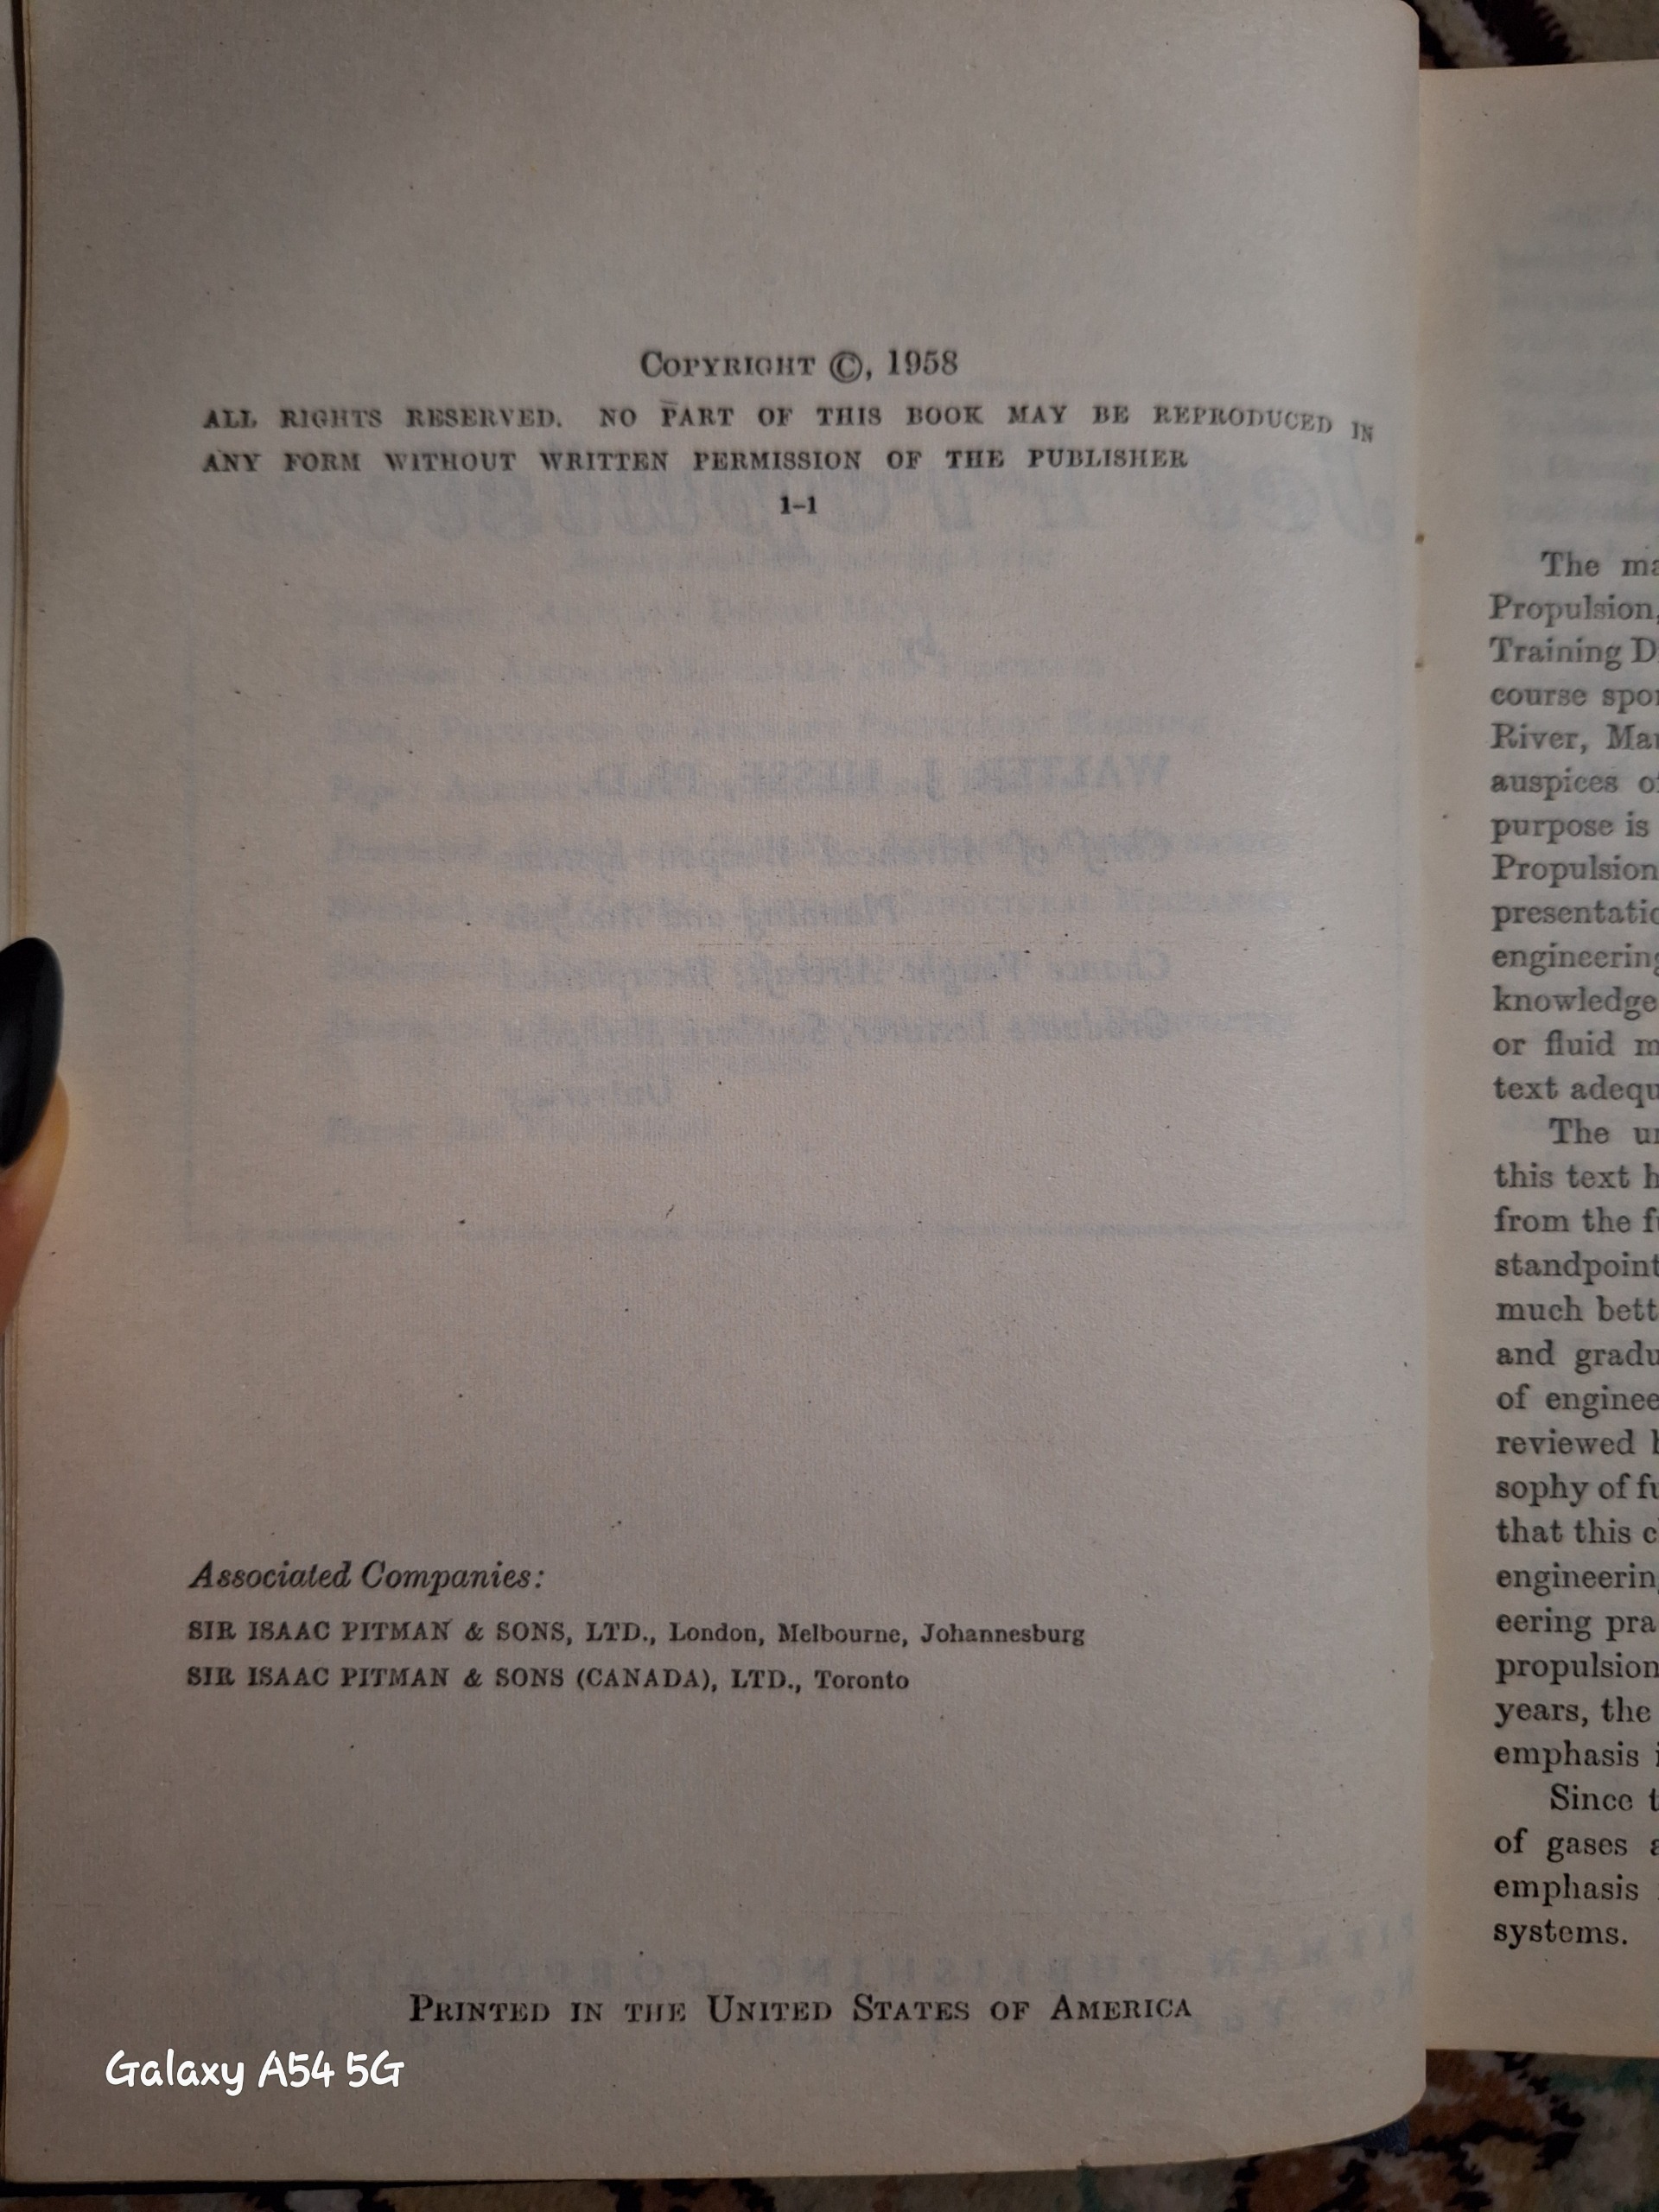 COPYRIGHT ©, 1958
ALL RIGHTS RESERVED. NO PART OF THIS BOOK MAY BE REPRODUCED IN
ANY FORM WITHOUT WRITTEN PERMISSION OF THE PUBLISHER
1-1
Associated Companies:
SIR ISAAC PITMAN & SONS, LTD., London, Melbourne, Johannesburg
SIR ISAAC PITMAN & SONS (CANADA), LTD., Toronto
PRINTED IN THE UNITED STATES OF AMERICA
Galaxy A54 5G
The
Propulsion,
Training
course
River,
auspices
purpose is
Propulsion
presentatio
engineering
knowledge
or fluid
text
The
this text
from the
standpoint
much
and
of
reviewed
sophy of
that this
engineering
eering
propulsion
years, the
emphasis
Since
of gases
emphasis
systems.